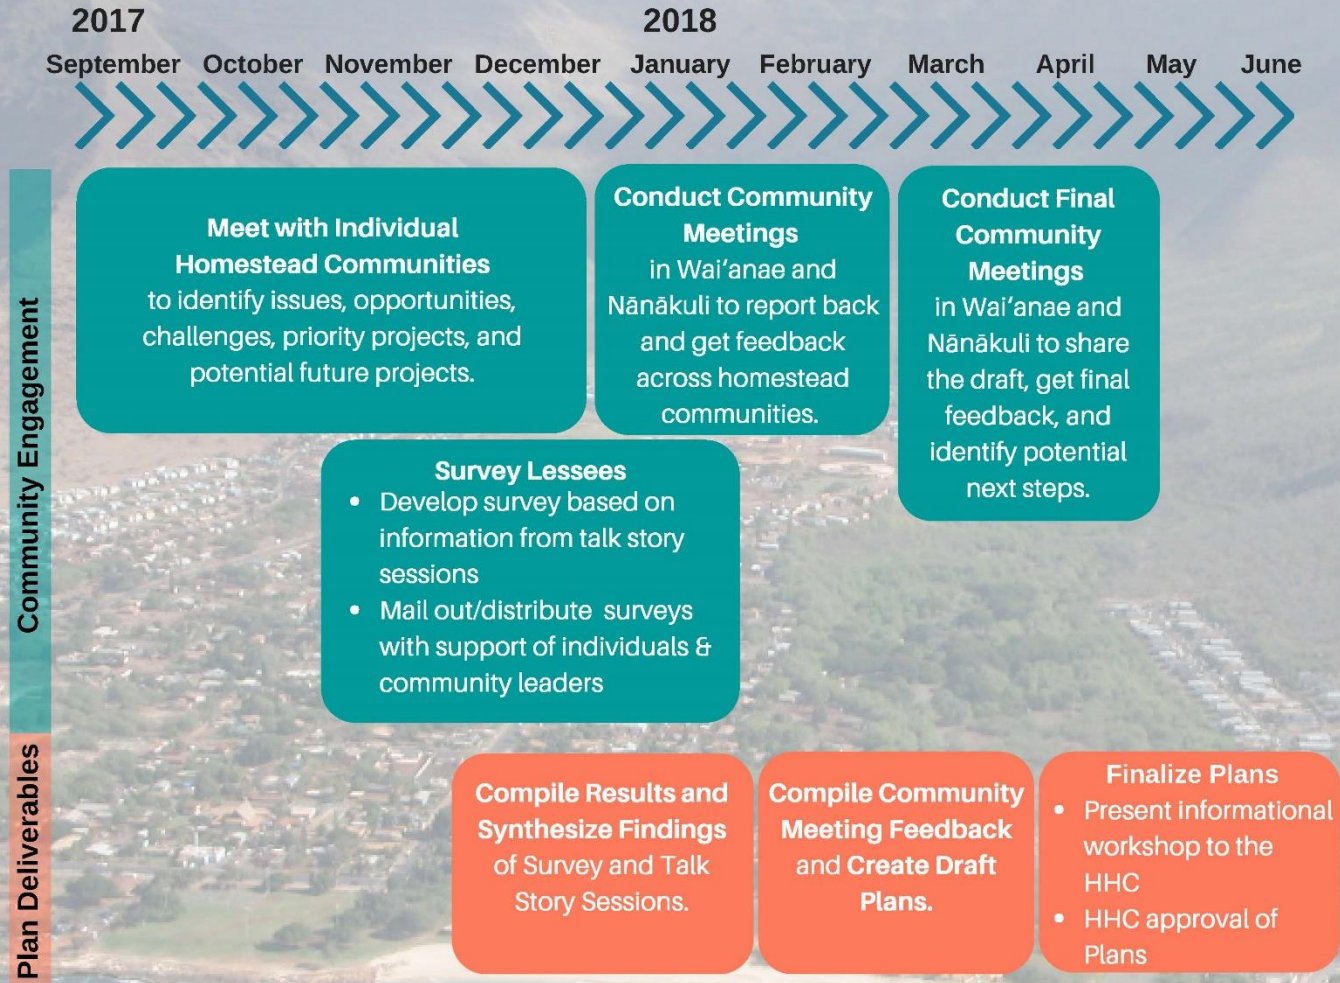 2017
2018
September October November December January February March April May June
Community Engagement
Meet with Individual
Homestead Communities
to identify issues, opportunities,
challenges, priority projects, and
potential future projects.
Conduct Community
Meetings
in Waiʻanae and
Nānākuli to report back
and get feedback
across homestead
communities.
Conduct Final
Community
Meetings
in Waiʻanae and
Nānākuli to share
the draft, get final
feedback, and
identify potential
next steps.
Survey Lessees
• Develop survey based on
information from talk story
sessions
• Mail out/distribute surveys
with support of individuals &
community leaders
Plan Deliverables
Compile Results and
Synthesize Findings
of Survey and Talk
Story Sessions.
Compile Community
Meeting Feedback
and Create Draft
Plans.
Finalize Plans
• Present informational
workshop to the
HHC
• HHC approval of
Plans